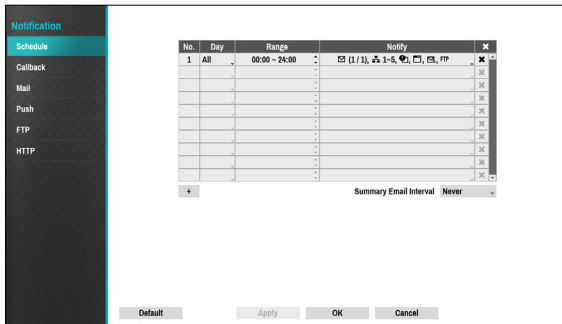 Notification
Schedule
Callback
Mail
Push
FTP
HTTP
No. Day Range Notify ✖
1 All 00:00 ~ 24:00 (1 / 1), 1~5, , , , FTP ✖
+ Summary Email Interval Never
Default Apply OK Cancel